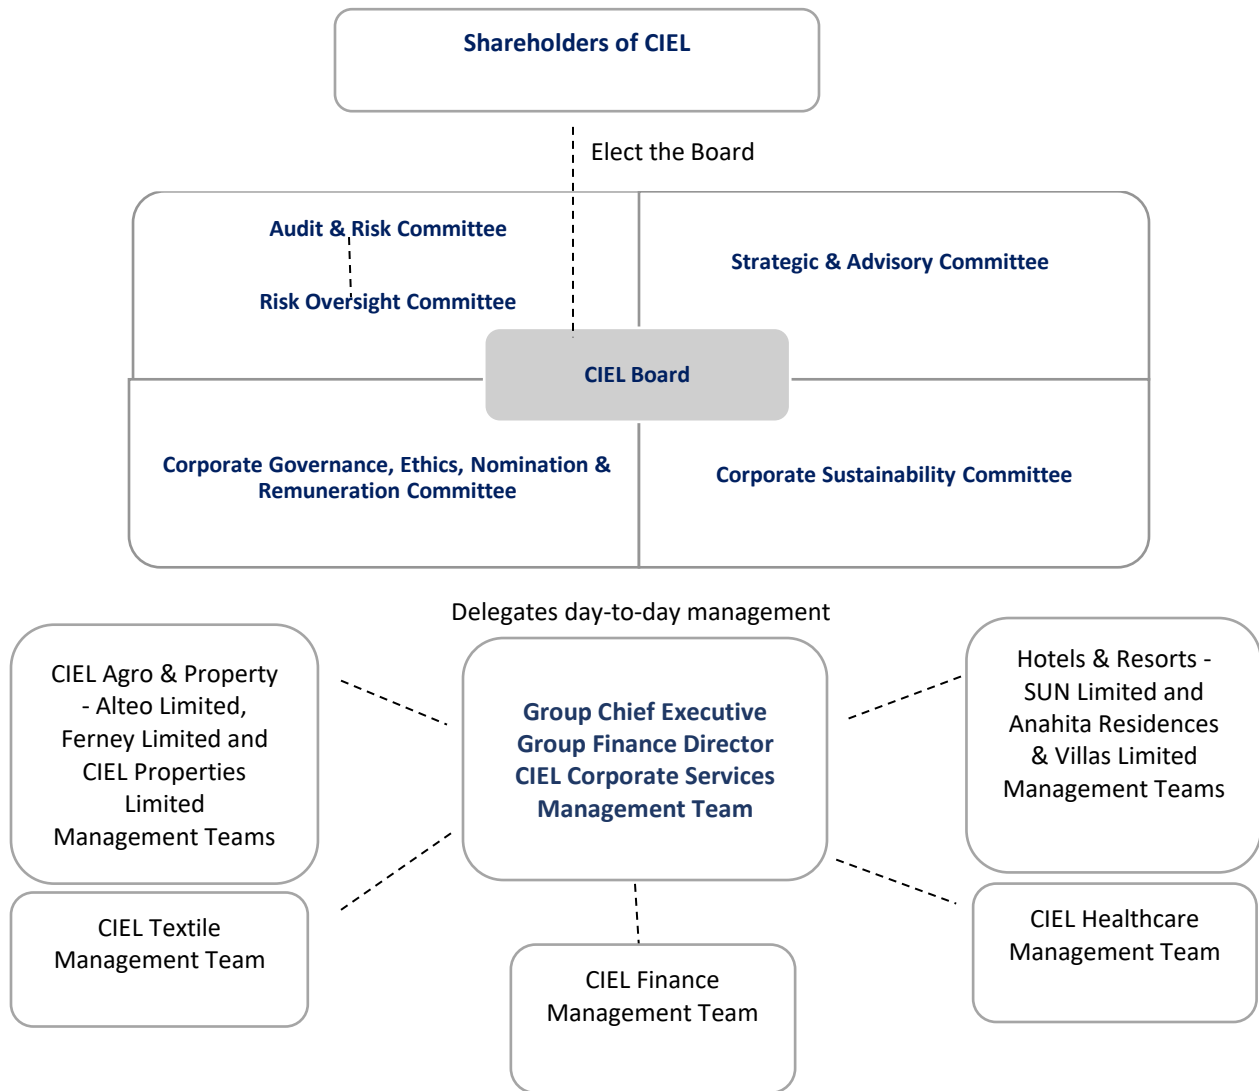 Shareholders of CIEL
Elect the Board
Audit & Risk Committee
Risk Oversight Committee
Strategic & Advisory Committee
CIEL Board
Corporate Governance, Ethics, Nomination &
Remuneration Committee
Corporate Sustainability Committee
Delegates day-to-day management
CIEL Agro & Property
- Alteo Limited,
Ferney Limited and
CIEL Properties
Limited
Management Teams
Group Chief Executive
Group Finance Director
CIEL Corporate Services
Management Team
Hotels & Resorts -
SUN Limited and
Anahita Residences
& Villas Limited
Management Teams
CIEL Textile
Management Team
CIEL Finance
Management Team
CIEL Healthcare
Management Team